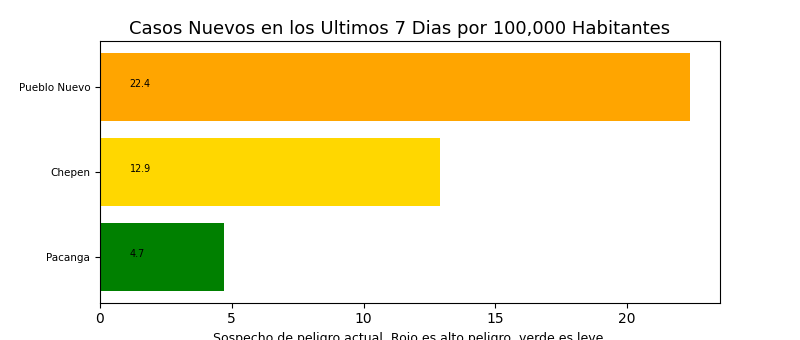 Casos Nuevos en los Ultimos 7 Dias por 100,000 Habitantes
Pueblo Nuevo
22.4
Chepen
12.9
Pacanga
4.7
0 5 10 15 20
Sospecho de peligro actual. Rojo es alto peligro, verde es leve